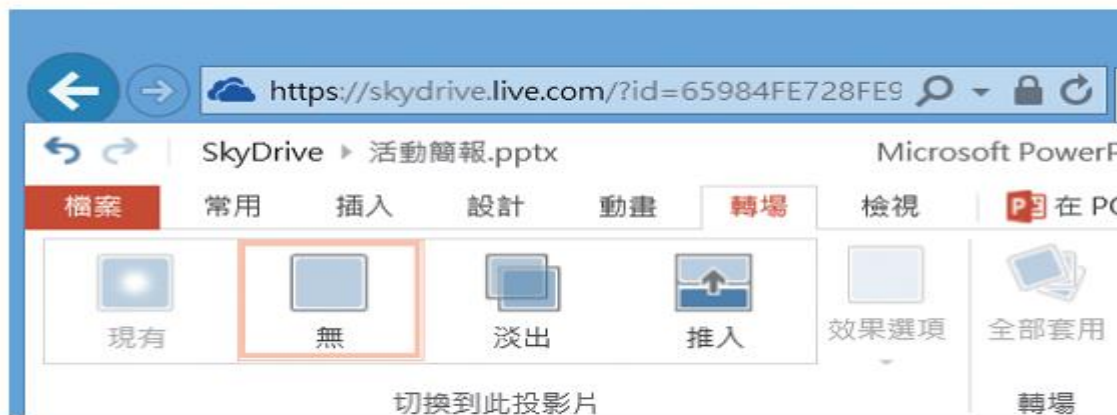 https://skydrive.live.com/?id=65984FE728FE9
SkyDrive ▸ 活動簡報.pptx Microsoft PowerP
檔案 常用 插入 設計 動畫 轉場 檢視 在 PC
現有 無 淡出 推入 效果選項 全部套用
切換到此投影片 轉場